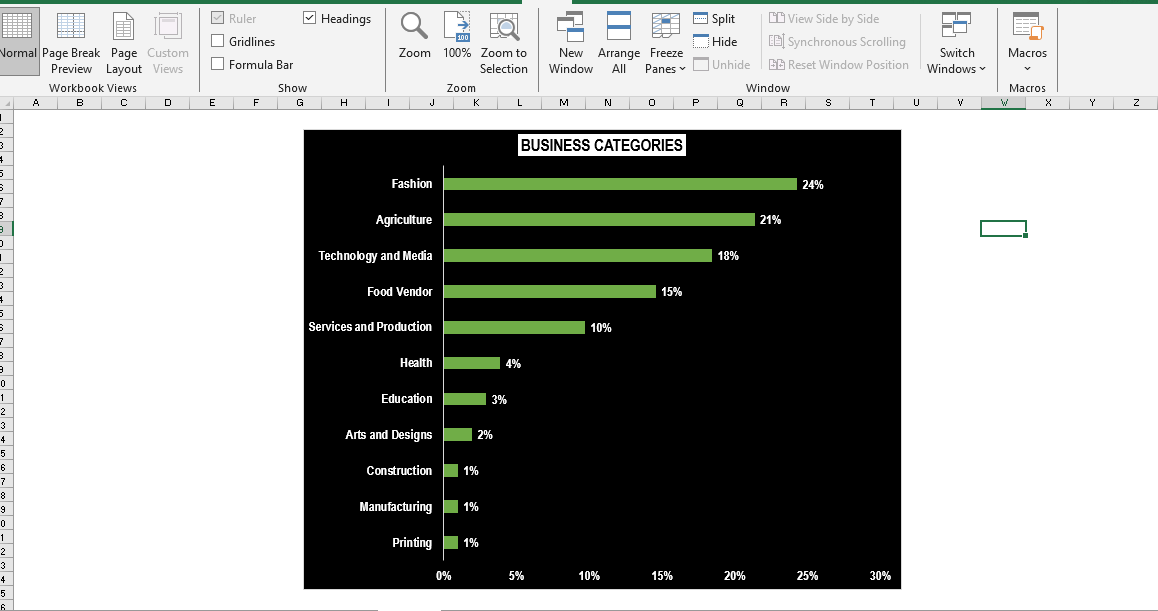 Ruler
Headings
Gridlines
Formula Bar
Normal
Page Break Preview
Page Layout
Custom Views
Zoom
100
100%
Zoom to Selection
New Window
Arrange All
Freeze Panes
Split
Hide
Unhide
View Side by Side
Synchronous Scrolling
Reset Window Position
Switch Windows
Macros
Workbook Views
Show
Zoom
Window
Macros
A B C D E F G H I J K L M N O P Q R S T U V W X Y Z
BUSINESS CATEGORIES
Fashion 24%
Agriculture 21%
Technology and Media 18%
Food Vendor 15%
Services and Production 10%
Health 4%
Education 3%
Arts and Designs 2%
Construction 1%
Manufacturing 1%
Printing 1%
0% 5% 10% 15% 20% 25% 30%